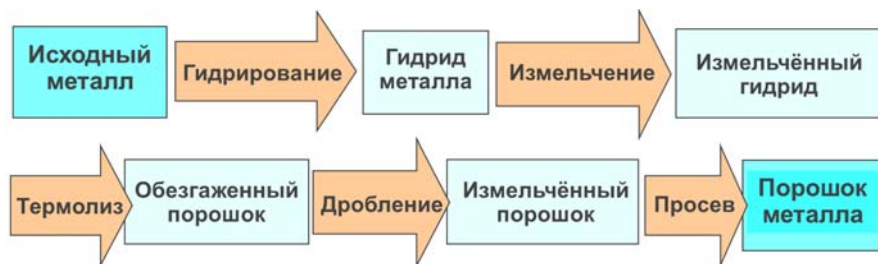 Исходный
металл
Гидрирование
Гидрид
металла
Измельчение
Измельчённый
гидрид
Термолиз
Обезгаженный
порошок
Дробление
Измельчённый
порошок
Просев
Порошок
металла